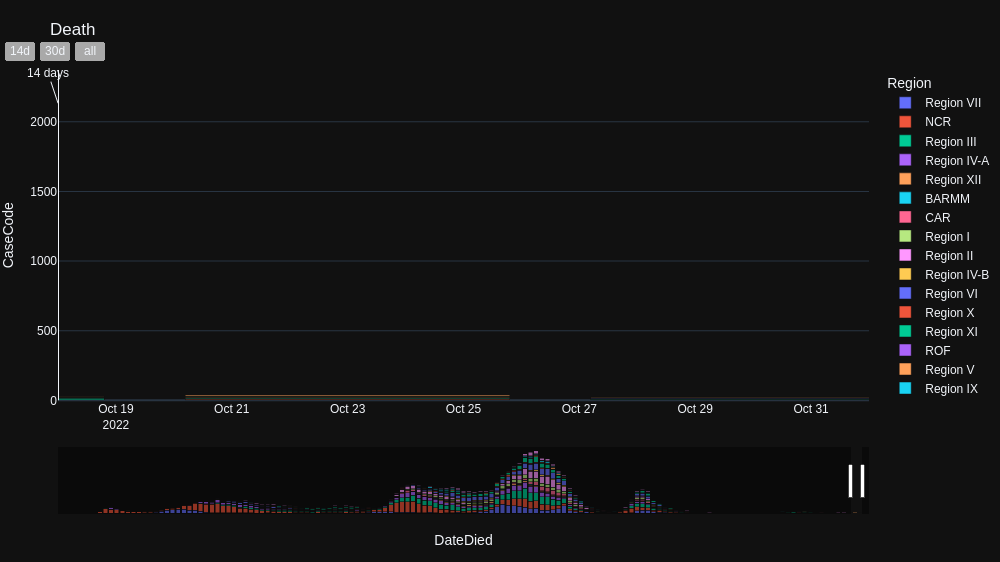 Death
14d 30d all
14 days
2000
1500
1000
500
0
CaseCode
Oct 19 Oct 21 Oct 23 Oct 25 Oct 27 Oct 29 Oct 31
2022
DateDied
Region
Region VII
NCR
Region III
Region IV-A
Region XII
BARMM
CAR
Region I
Region II
Region IV-B
Region VI
Region X
Region XI
ROF
Region V
Region IX